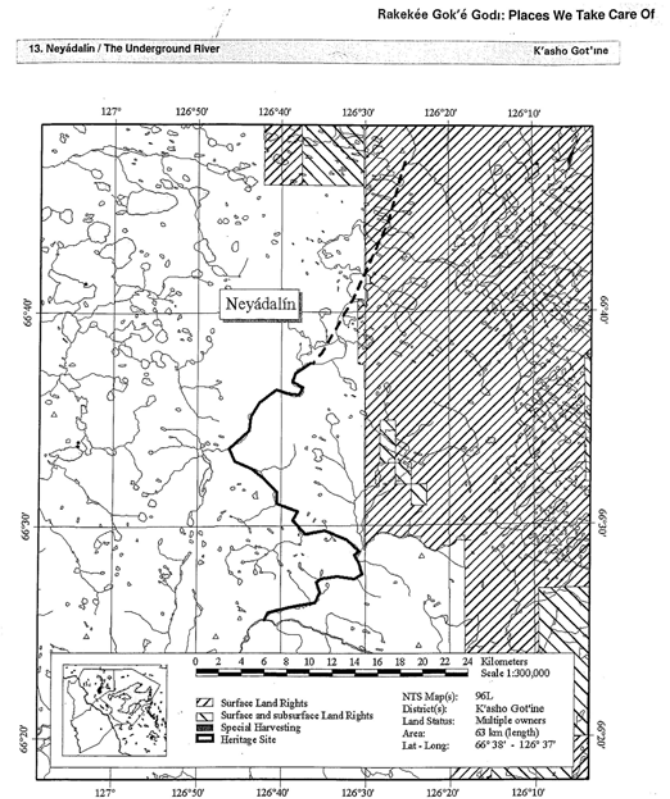 Rakekée Gok'é Godı: Places We Take Care Of
13. Neyádalín / The Underground River
K'asho Got'ıne
127° 126°50' 126°40' 126°30' 126°20' 126°10'
Neyádalín
66°40' 66°40'
66°30' 66°30'
66°20' 66°20'
0 2 4 6 8 10 12 14 16 18 20 22 24 Kilometers
Scale 1:300,000
Surface Land Rights
Surface and subsurface Land Rights
Special Harvesting
Heritage Site
NTS Map(s): 96L
District(s): K'asho Got'ine
Land Status: Multiple owners
Area: 63 km (length)
Lat - Long: 66° 38' - 126° 37'
127° 126°50' 126°40' 126°30' 126°20' 126°10'